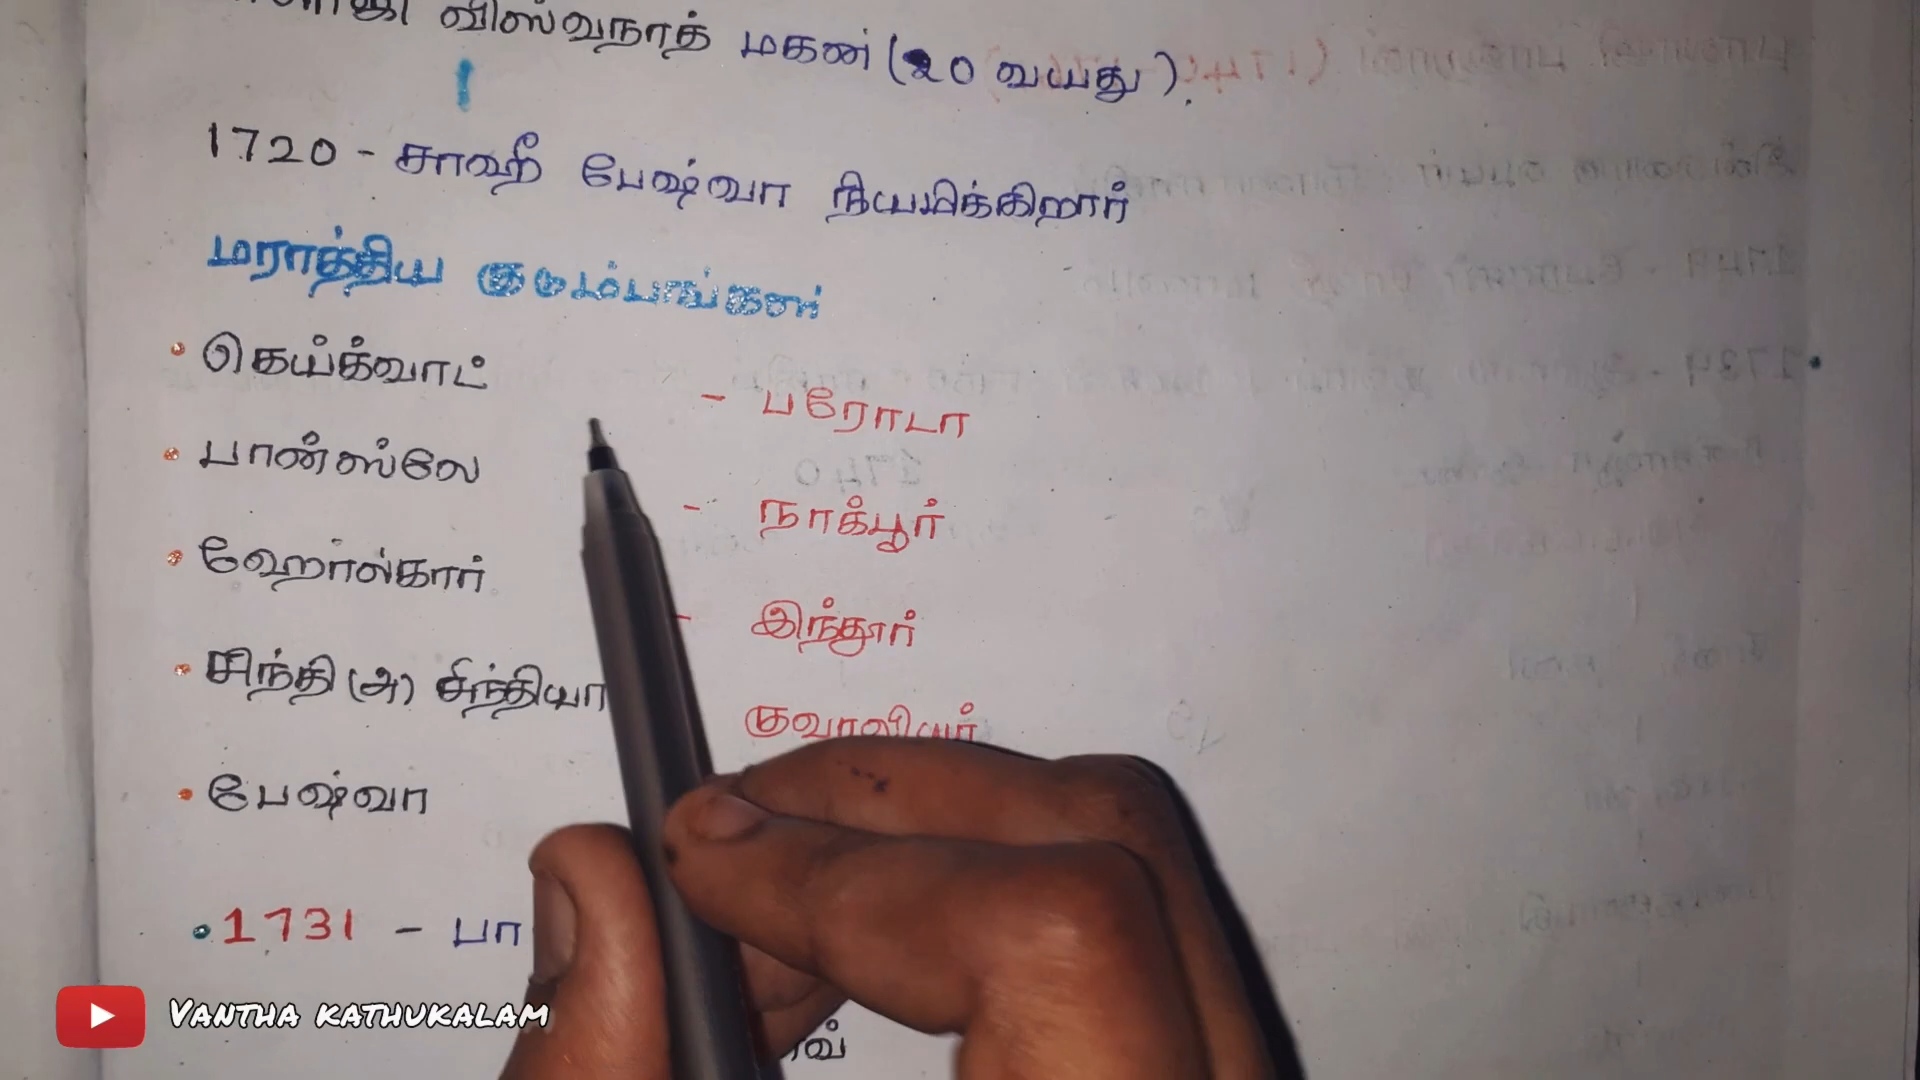 விஸ்வநாத் மகன் (20 வயது).
1720 - சாஹீ பேஷ்வா நியமிக்கிறார்
மராத்திய குடும்பங்கள்
• கெய்க்வாட் - பரோடா
• பான்ஸ்லே - நாக்பூர்
• ஹோல்கார் - இந்தூர்
• சிந்தி (அ) சிந்தியா குவாலியர்
• பேஷ்வா
• 1731 - பா
VANTHA KATHUKALAM